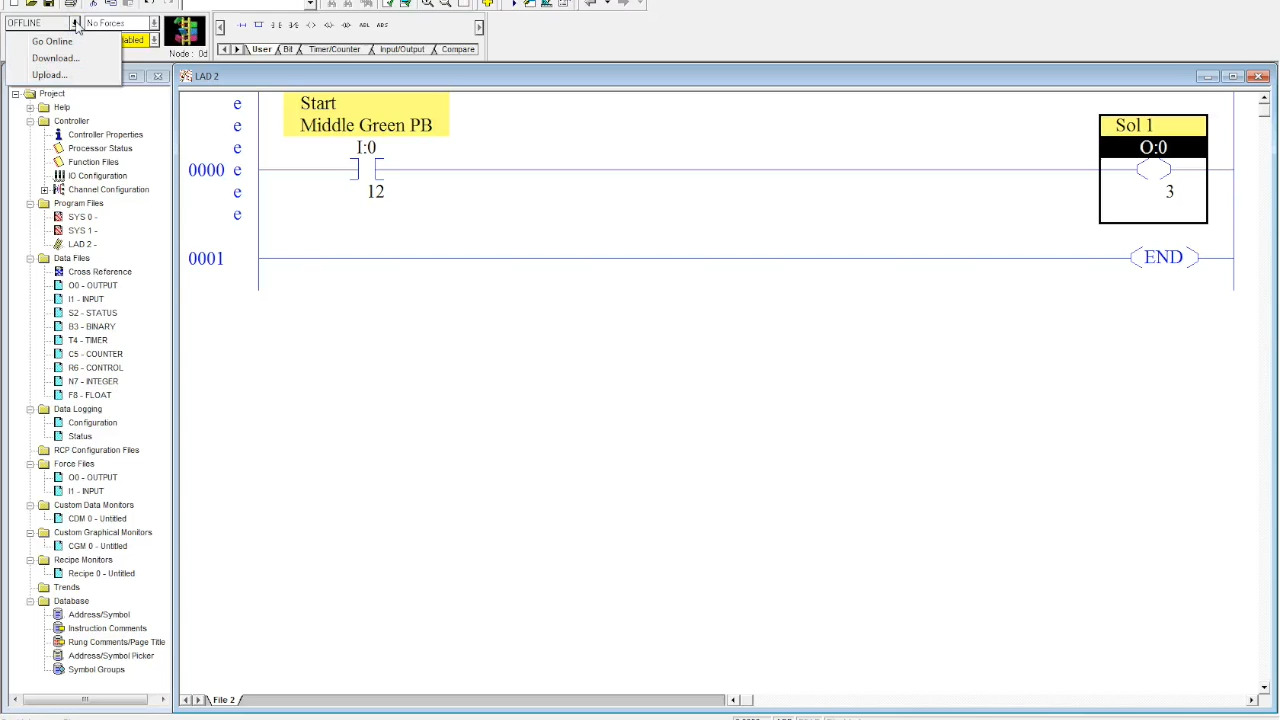 OFFLINE
No Forces
Go Online
abled
Download...
Upload...
Node : 0d
User
Bit
Timer/Counter
Input/Output
Compare
LAD 2
Project
Help
Controller
Controller Properties
Processor Status
Function Files
IO Configuration
Channel Configuration
Program Files
SYS 0 -
SYS 1 -
LAD 2 -
Data Files
Cross Reference
O0 - OUTPUT
I1 - INPUT
S2 - STATUS
B3 - BINARY
T4 - TIMER
C5 - COUNTER
R6 - CONTROL
N7 - INTEGER
F8 - FLOAT
Data Logging
Configuration
Status
RCP Configuration Files
Force Files
O0 - OUTPUT
I1 - INPUT
Custom Data Monitors
CDM 0 - Untitled
Custom Graphical Monitors
CGM 0 - Untitled
Recipe Monitors
Recipe 0 - Untitled
Trends
Database
Address/Symbol
Instruction Comments
Rung Comments/Page Title
Address/Symbol Picker
Symbol Groups
e
e
e
0000 e
e
e
Start
Middle Green PB
I:0
12
Sol 1
O:0
3
0001
END
File 2